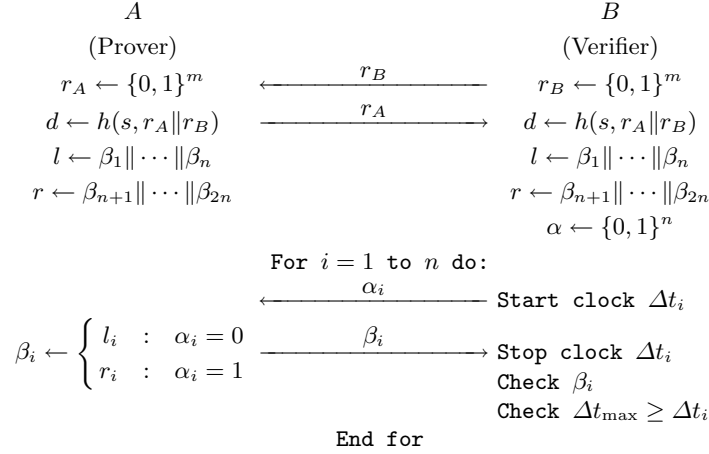 A B
(Prover) (Verifier)
r_A ← {0, 1}^m r_B r_B ← {0, 1}^m
d ← h(s, r_A‖r_B) r_A d ← h(s, r_A‖r_B)
l ← β_1‖ ··· ‖β_n l ← β_1‖ ··· ‖β_n
r ← β_{n+1}‖ ··· ‖β_{2n} r ← β_{n+1}‖ ··· ‖β_{2n}
α ← {0, 1}^n
For i = 1 to n do:
α_i Start clock Δt_i
β_i ← { l_i : α_i = 0 β_i Stop clock Δt_i
r_i : α_i = 1 Check β_i
Check Δt_max ≥ Δt_i
End for